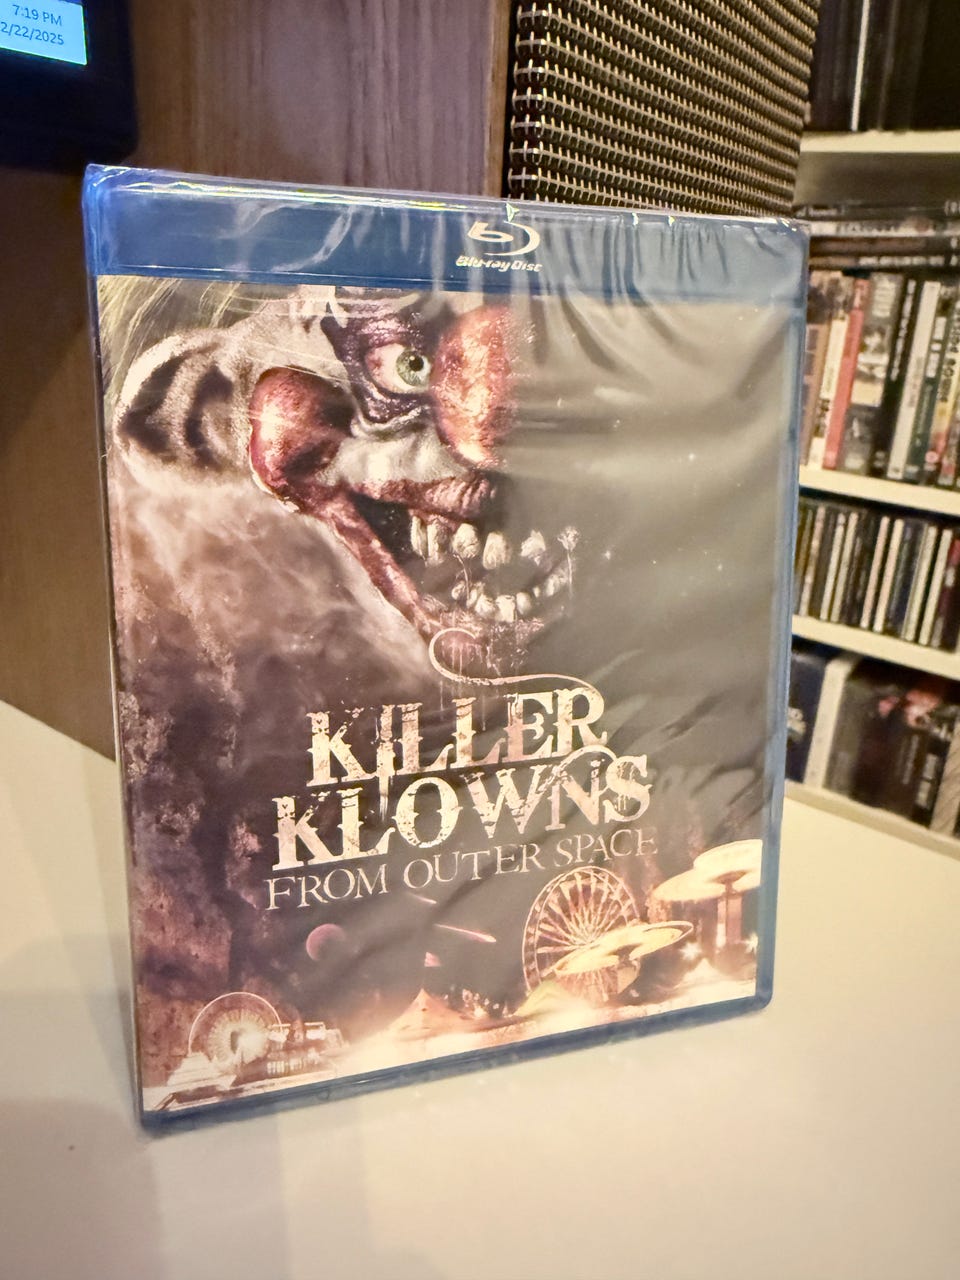 7:19 PM
2/22/2025
Blu-ray Disc
KILLER
KLOWNS
FROM OUTER SPACE